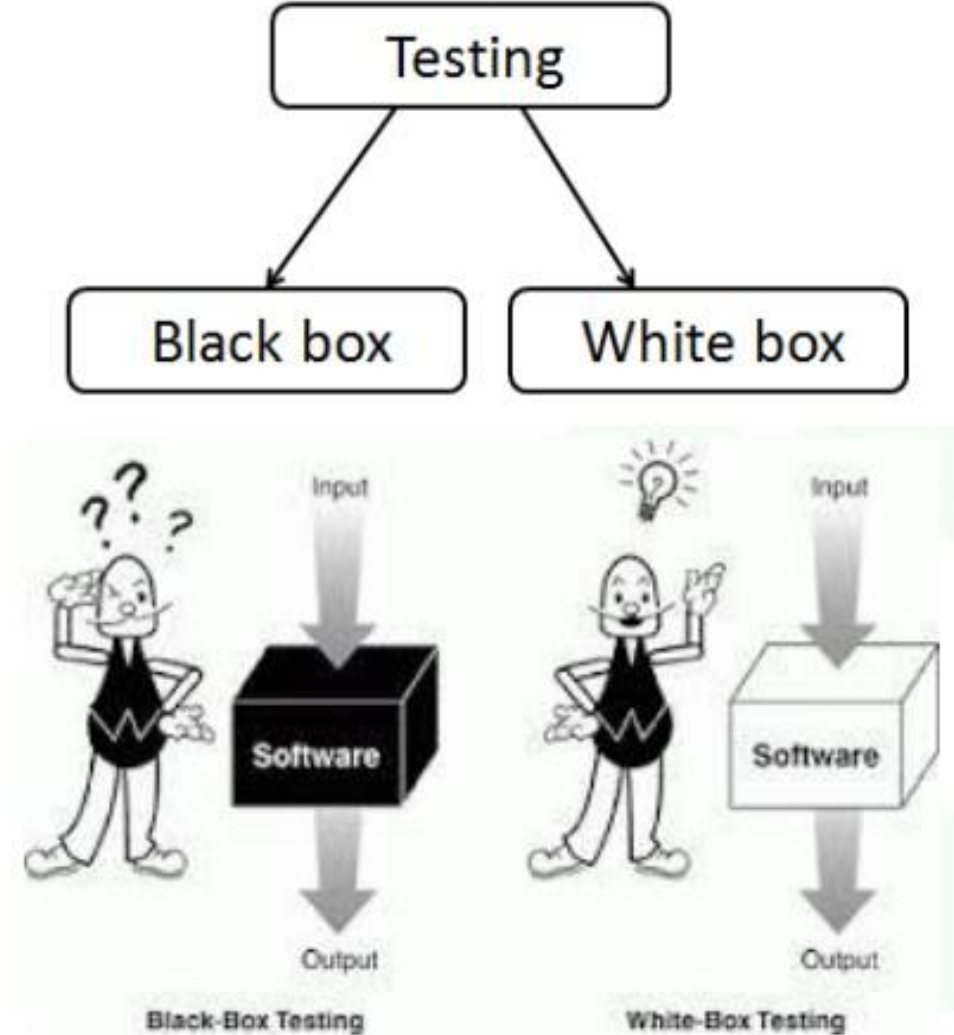 Testing
Black box
White box
? ? ?
Input
Software
Output
Black-Box Testing
Input
Software
Output
White-Box Testing